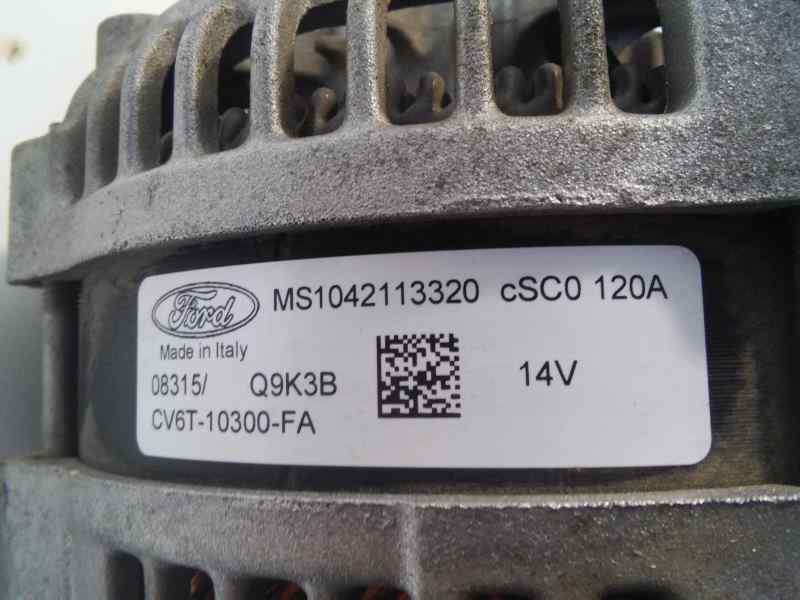 Ford MS1042113320 cSC0 120A
Made in Italy
08315/ Q9K3B 14V
CV6T-10300-FA